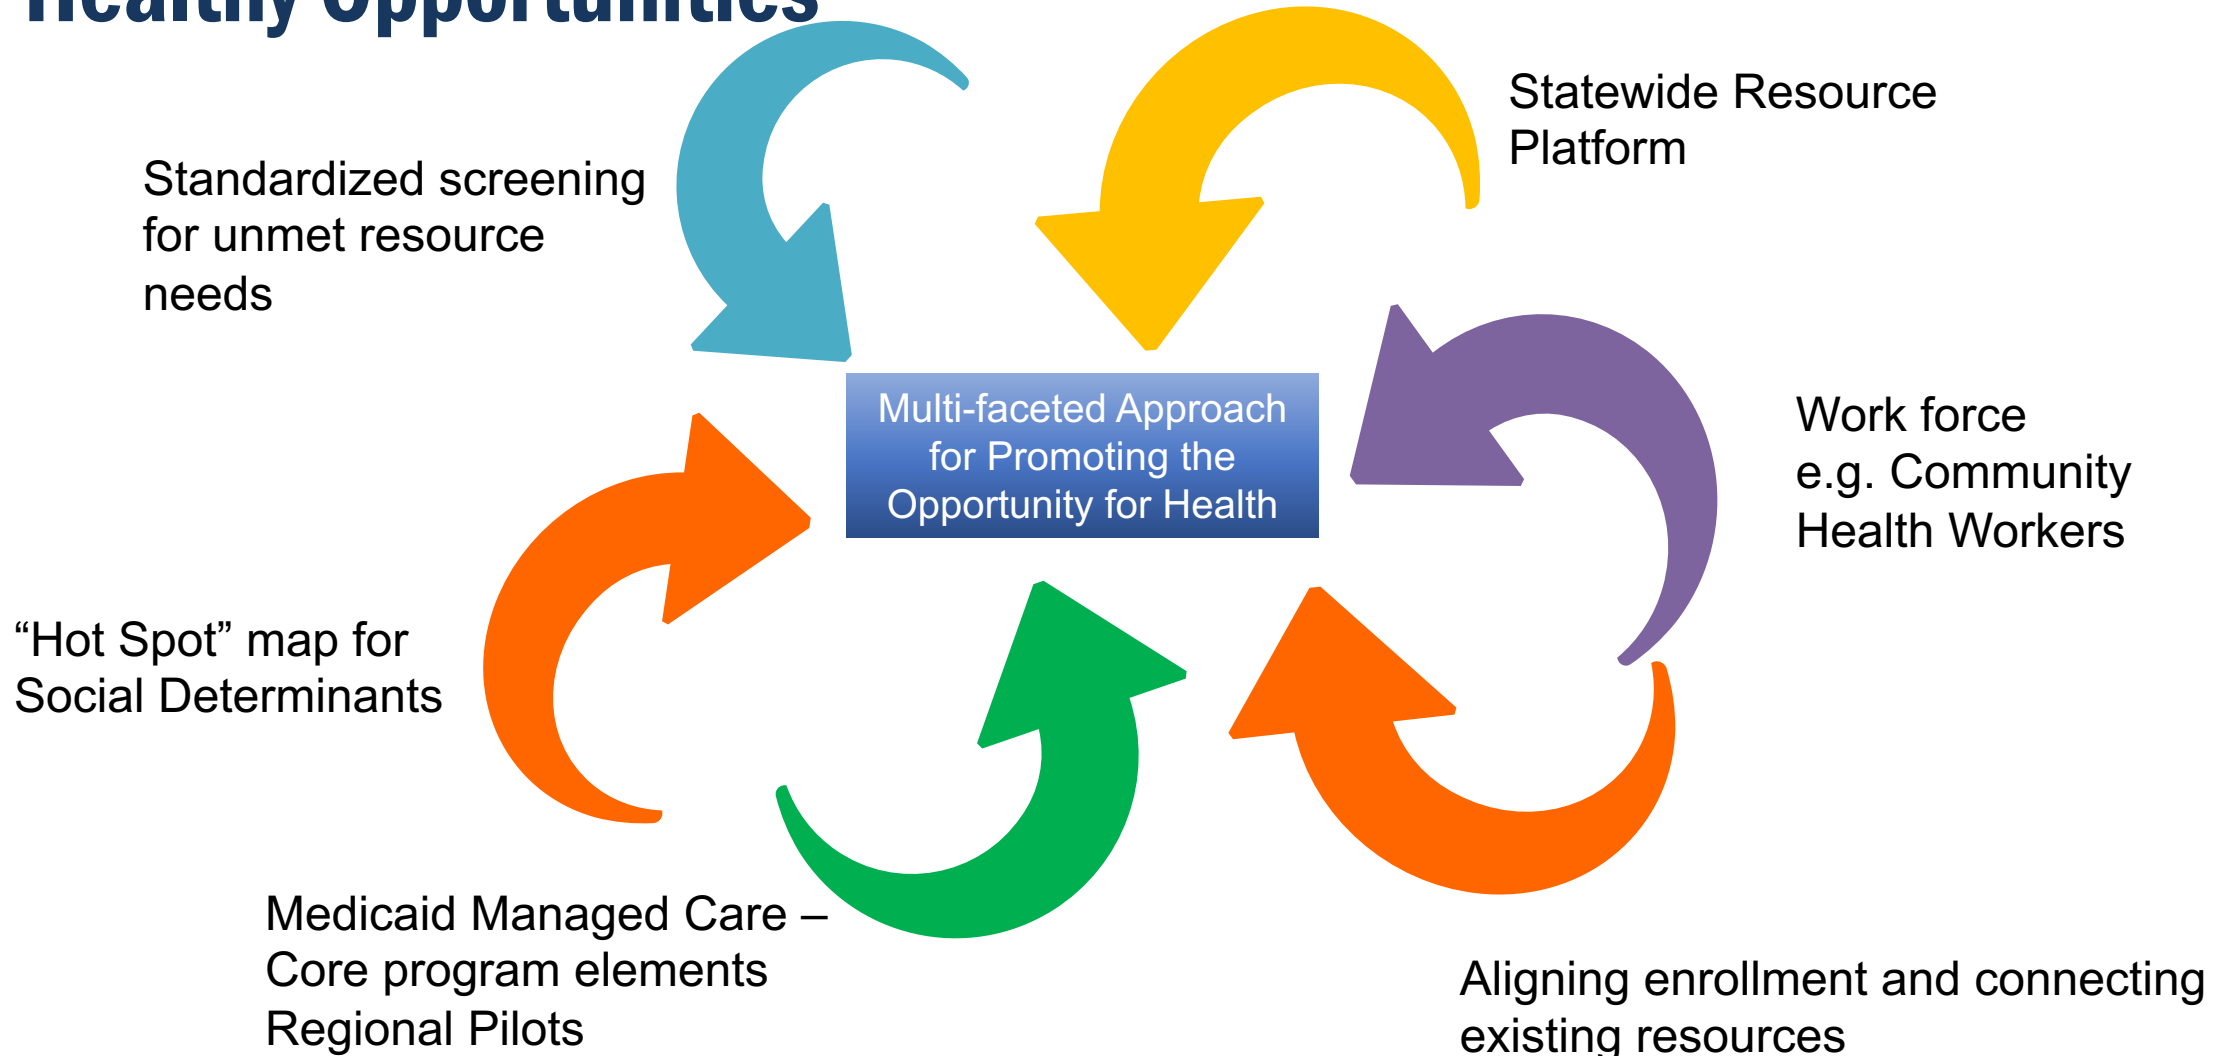 Healthy Opportunities
Statewide Resource
Platform
Standardized screening
for unmet resource
needs
Multi-faceted Approach
for Promoting the
Opportunity for Health
Work force
e.g. Community
Health Workers
“Hot Spot” map for
Social Determinants
Medicaid Managed Care –
Core program elements
Regional Pilots
Aligning enrollment and connecting
existing resources